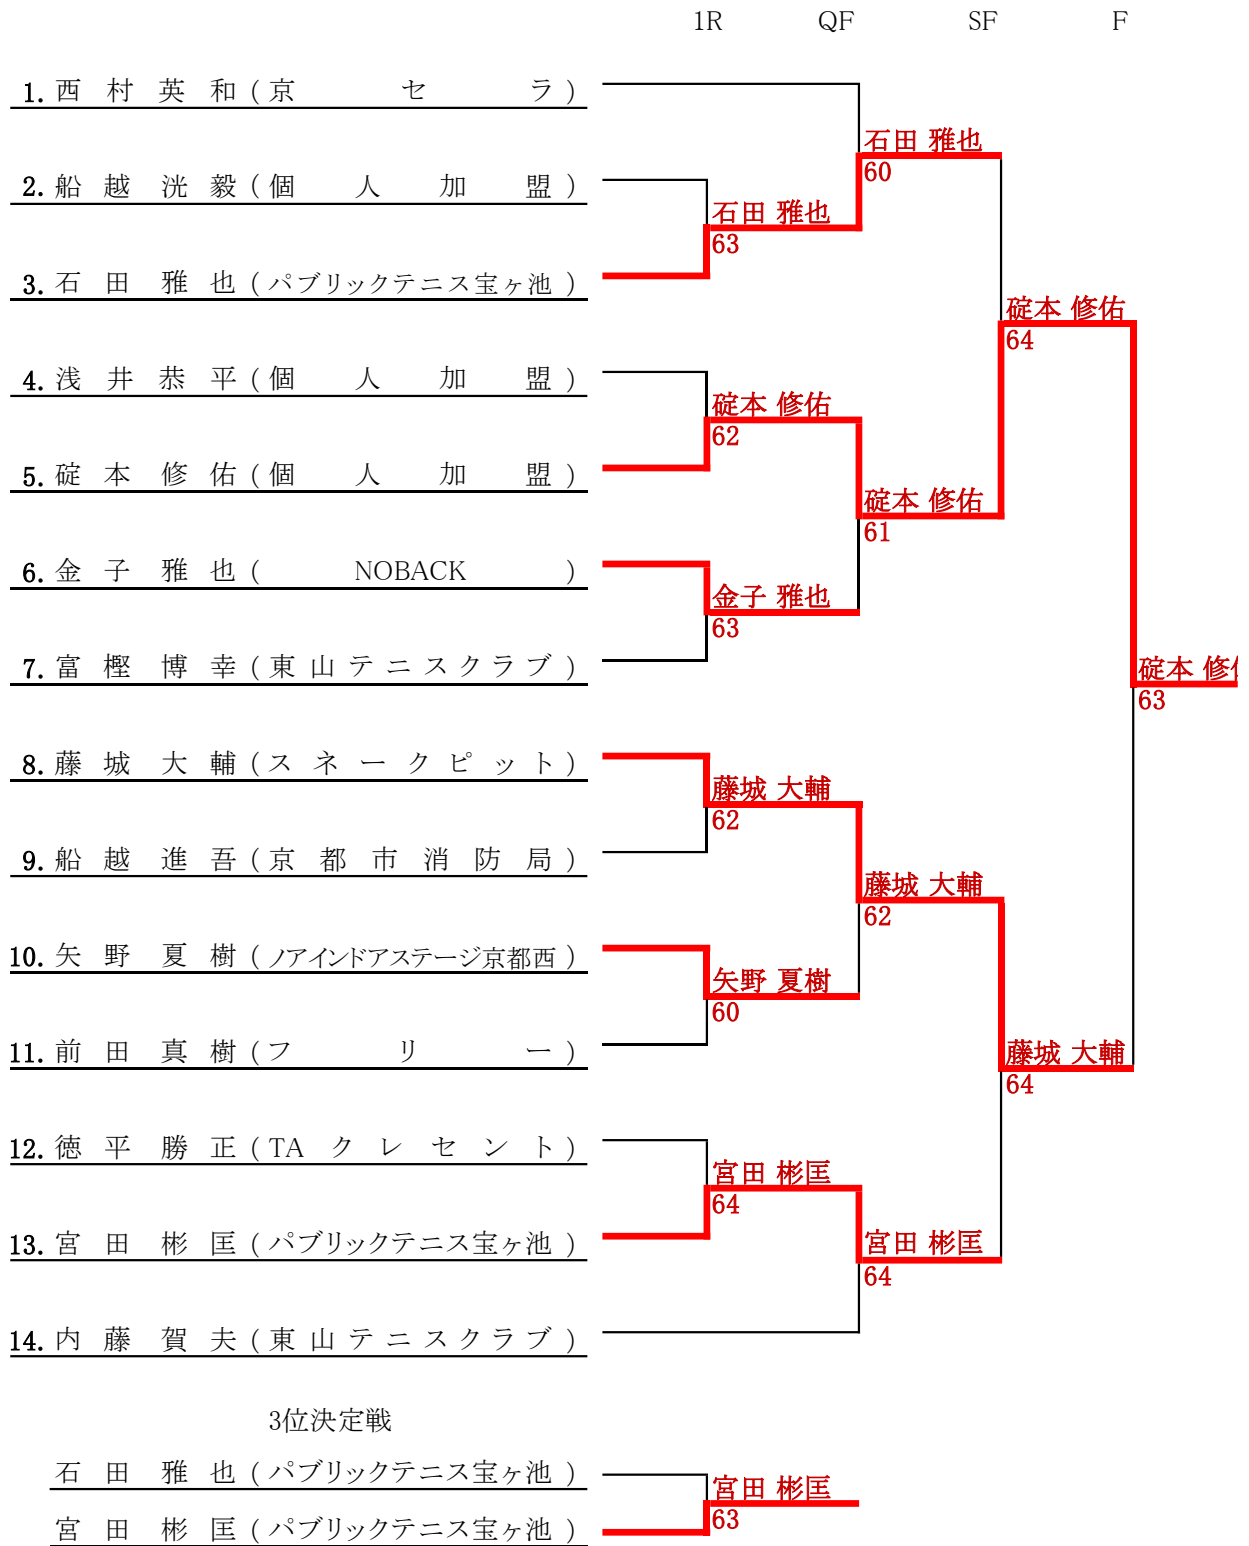 1R QF SF F
1. 西村英和(京セラ)
石田 雅也
60
2. 船越洸毅(個人加盟)
石田 雅也
63
3. 石田雅也(パブリックテニス宝ヶ池)
碇本 修佑
64
4. 浅井恭平(個人加盟)
碇本 修佑
62
5. 碇本修佑(個人加盟)
碇本 修佑
61
6. 金子雅也(NOBACK)
金子 雅也
63
7. 富樫博幸(東山テニスクラブ)
碇本 修
63
8. 藤城大輔(スネークピット)
藤城 大輔
62
9. 船越進吾(京都市消防局)
藤城 大輔
62
10. 矢野夏樹(ノアインドアステージ京都西)
矢野 夏樹
60
11. 前田真樹(フリー)
藤城 大輔
64
12. 徳平勝正(TAクレセント)
宮田 彬匡
64
13. 宮田彬匡(パブリックテニス宝ヶ池)
宮田 彬匡
64
14. 内藤賀夫(東山テニスクラブ)
3位決定戦
石田雅也(パブリックテニス宝ヶ池)
宮田 彬匡
63
宮田彬匡(パブリックテニス宝ヶ池)